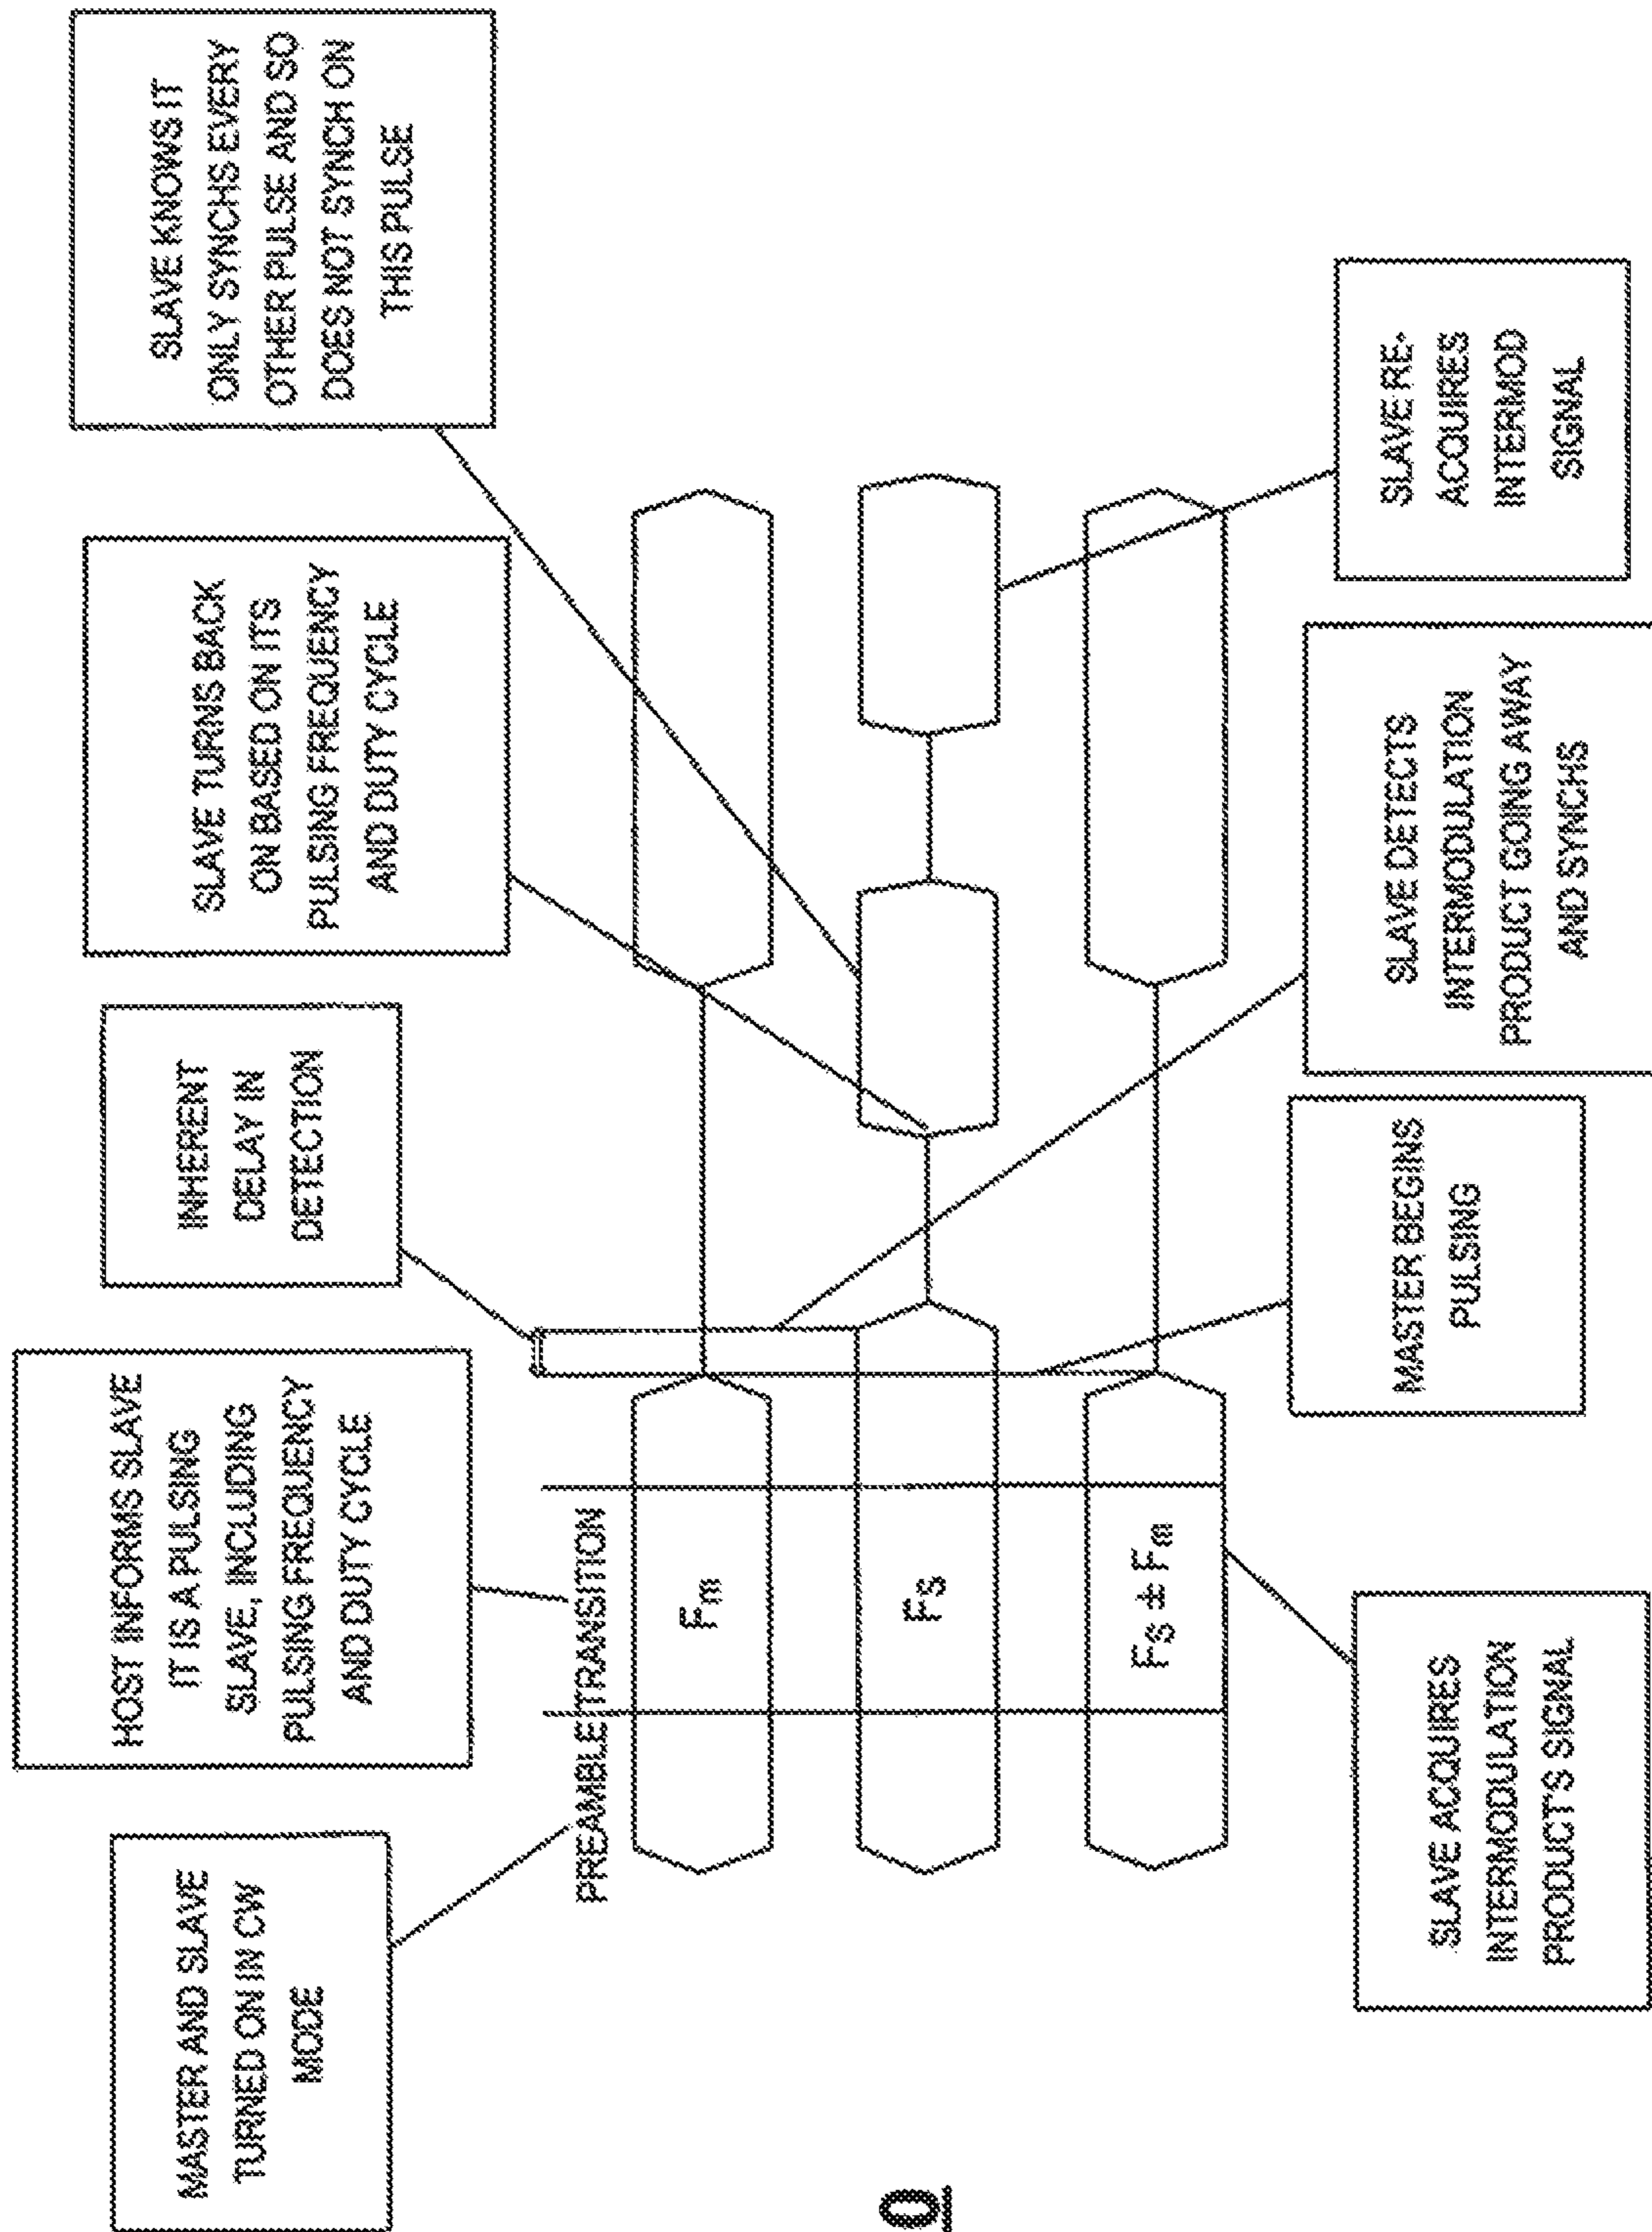 MASTER AND SLAVE
TURNED ON IN CW
MODE
HOST INFORMS SLAVE
IT IS A PULSING
SLAVE, INCLUDING
PULSING FREQUENCY
AND DUTY CYCLE
INHERENT
DELAY IN
DETECTION
SLAVE TURNS BACK
ON BASED ON ITS
PULSING FREQUENCY
AND DUTY CYCLE
SLAVE KNOWS IT
ONLY SYNCHS EVERY
OTHER PULSE AND SO
DOES NOT SYNCH ON
THIS PULSE
PREAMBLE TRANSITION
Fm
FS
FS ± Fm
SLAVE ACQUIRES
INTERMODULATION
PRODUCT'S SIGNAL
MASTER BEGINS
PULSING
SLAVE DETECTS
INTERMODULATION
PRODUCT GOING AWAY
AND SYNCHS
SLAVE RE-
ACQUIRES
INTERMOD
SIGNAL
0